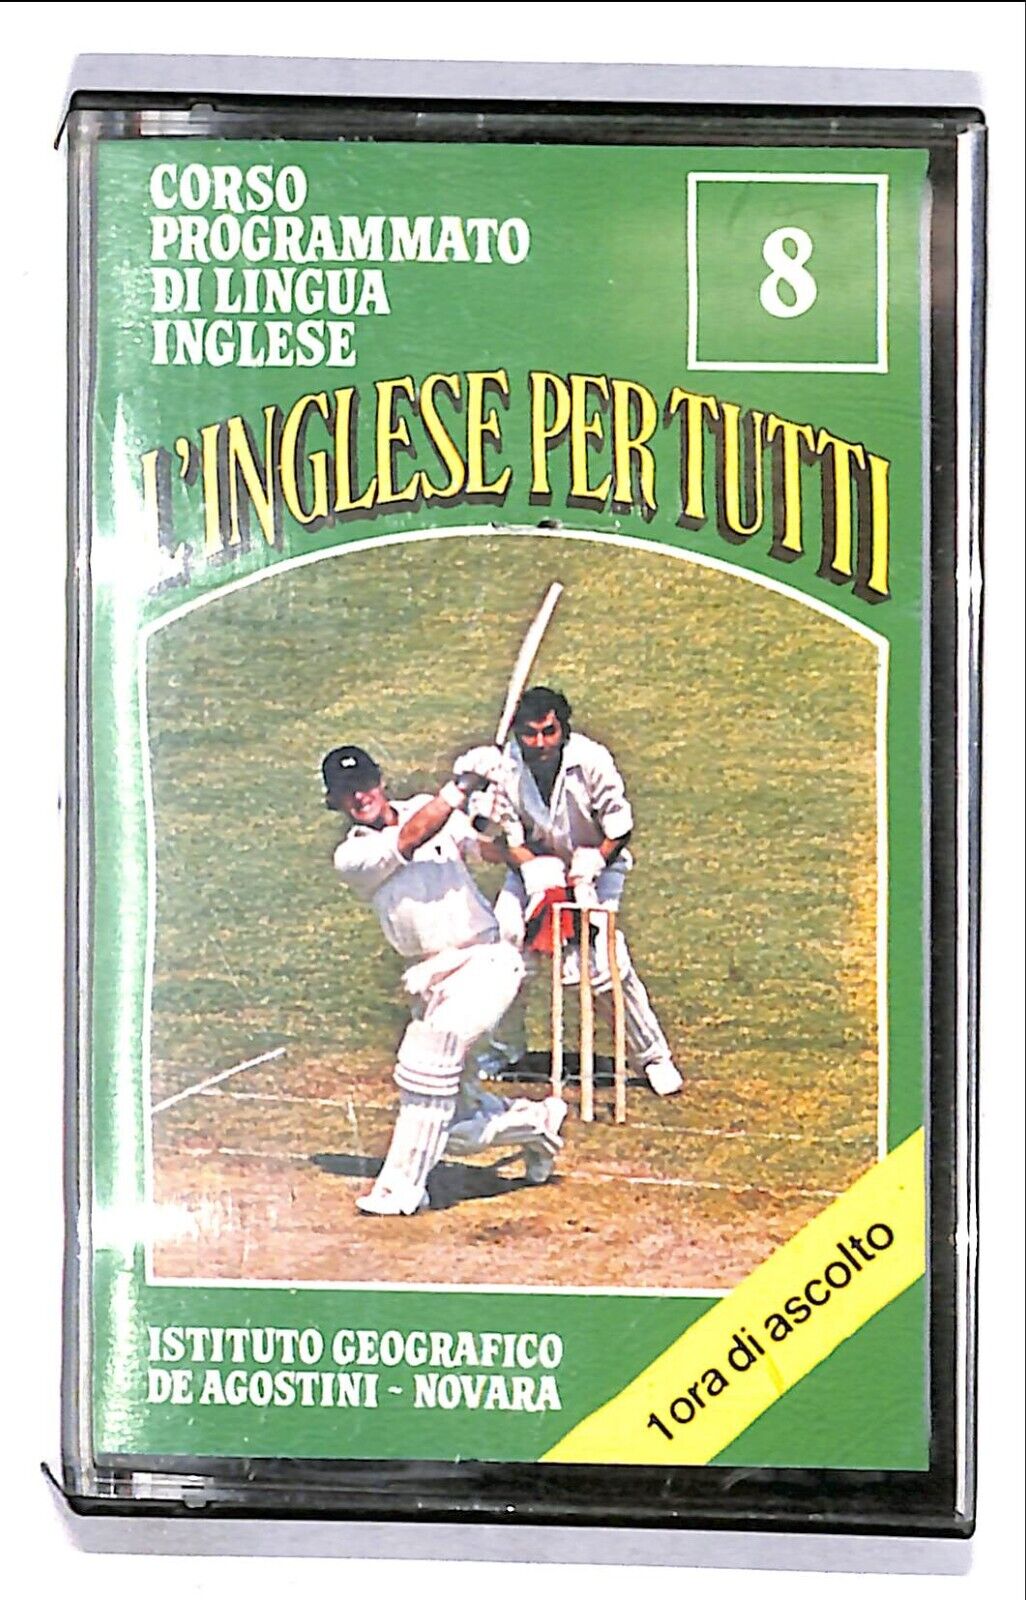 CORSO
PROGRAMMATO
DI LINGUA
INGLESE
8
L'INGLESE PER TUTTI
ISTITUTO GEOGRAFICO
DE AGOSTINI - NOVARA
1 ora di ascolto